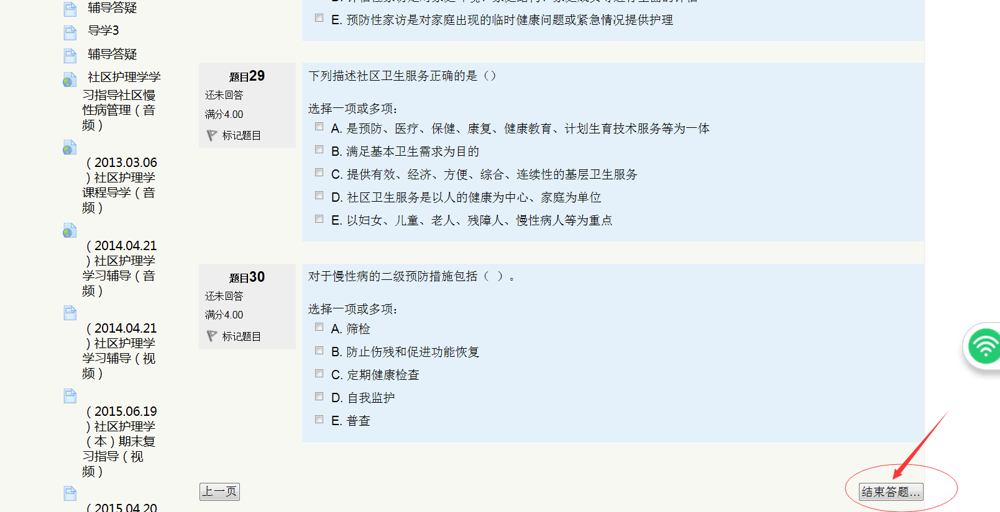 辅导答疑
导学3
辅导答疑
社区护理学学
习指导社区慢
性病管理（音
频）
（2013.03.06
）社区护理学
课程导学（音
频）
（2014.04.21
）社区护理学
学习辅导（音
频）
（2014.04.21
）社区护理学
学习辅导（视
频）
（2015.06.19
）社区护理学
（本）期末复
习指导（视
频）
（2015.04.20
E. 预防性家访是对家庭出现的临时健康问题或紧急情况提供护理
题目29
还未回答
满分4.00
标记题目
下列描述社区卫生服务正确的是（）
选择一项或多项：
A. 是预防、医疗、保健、康复、健康教育、计划生育技术服务等为一体
B. 满足基本卫生需求为目的
C. 提供有效、经济、方便、综合、连续性的基层卫生服务
D. 社区卫生服务是以人的健康为中心、家庭为单位
E. 以妇女、儿童、老人、残障人、慢性病人等为重点
题目30
还未回答
满分4.00
标记题目
对于慢性病的二级预防措施包括（ ）。
选择一项或多项：
A. 筛检
B. 防止伤残和促进功能恢复
C. 定期健康检查
D. 自我监护
E. 普查
上一页
结束答题...